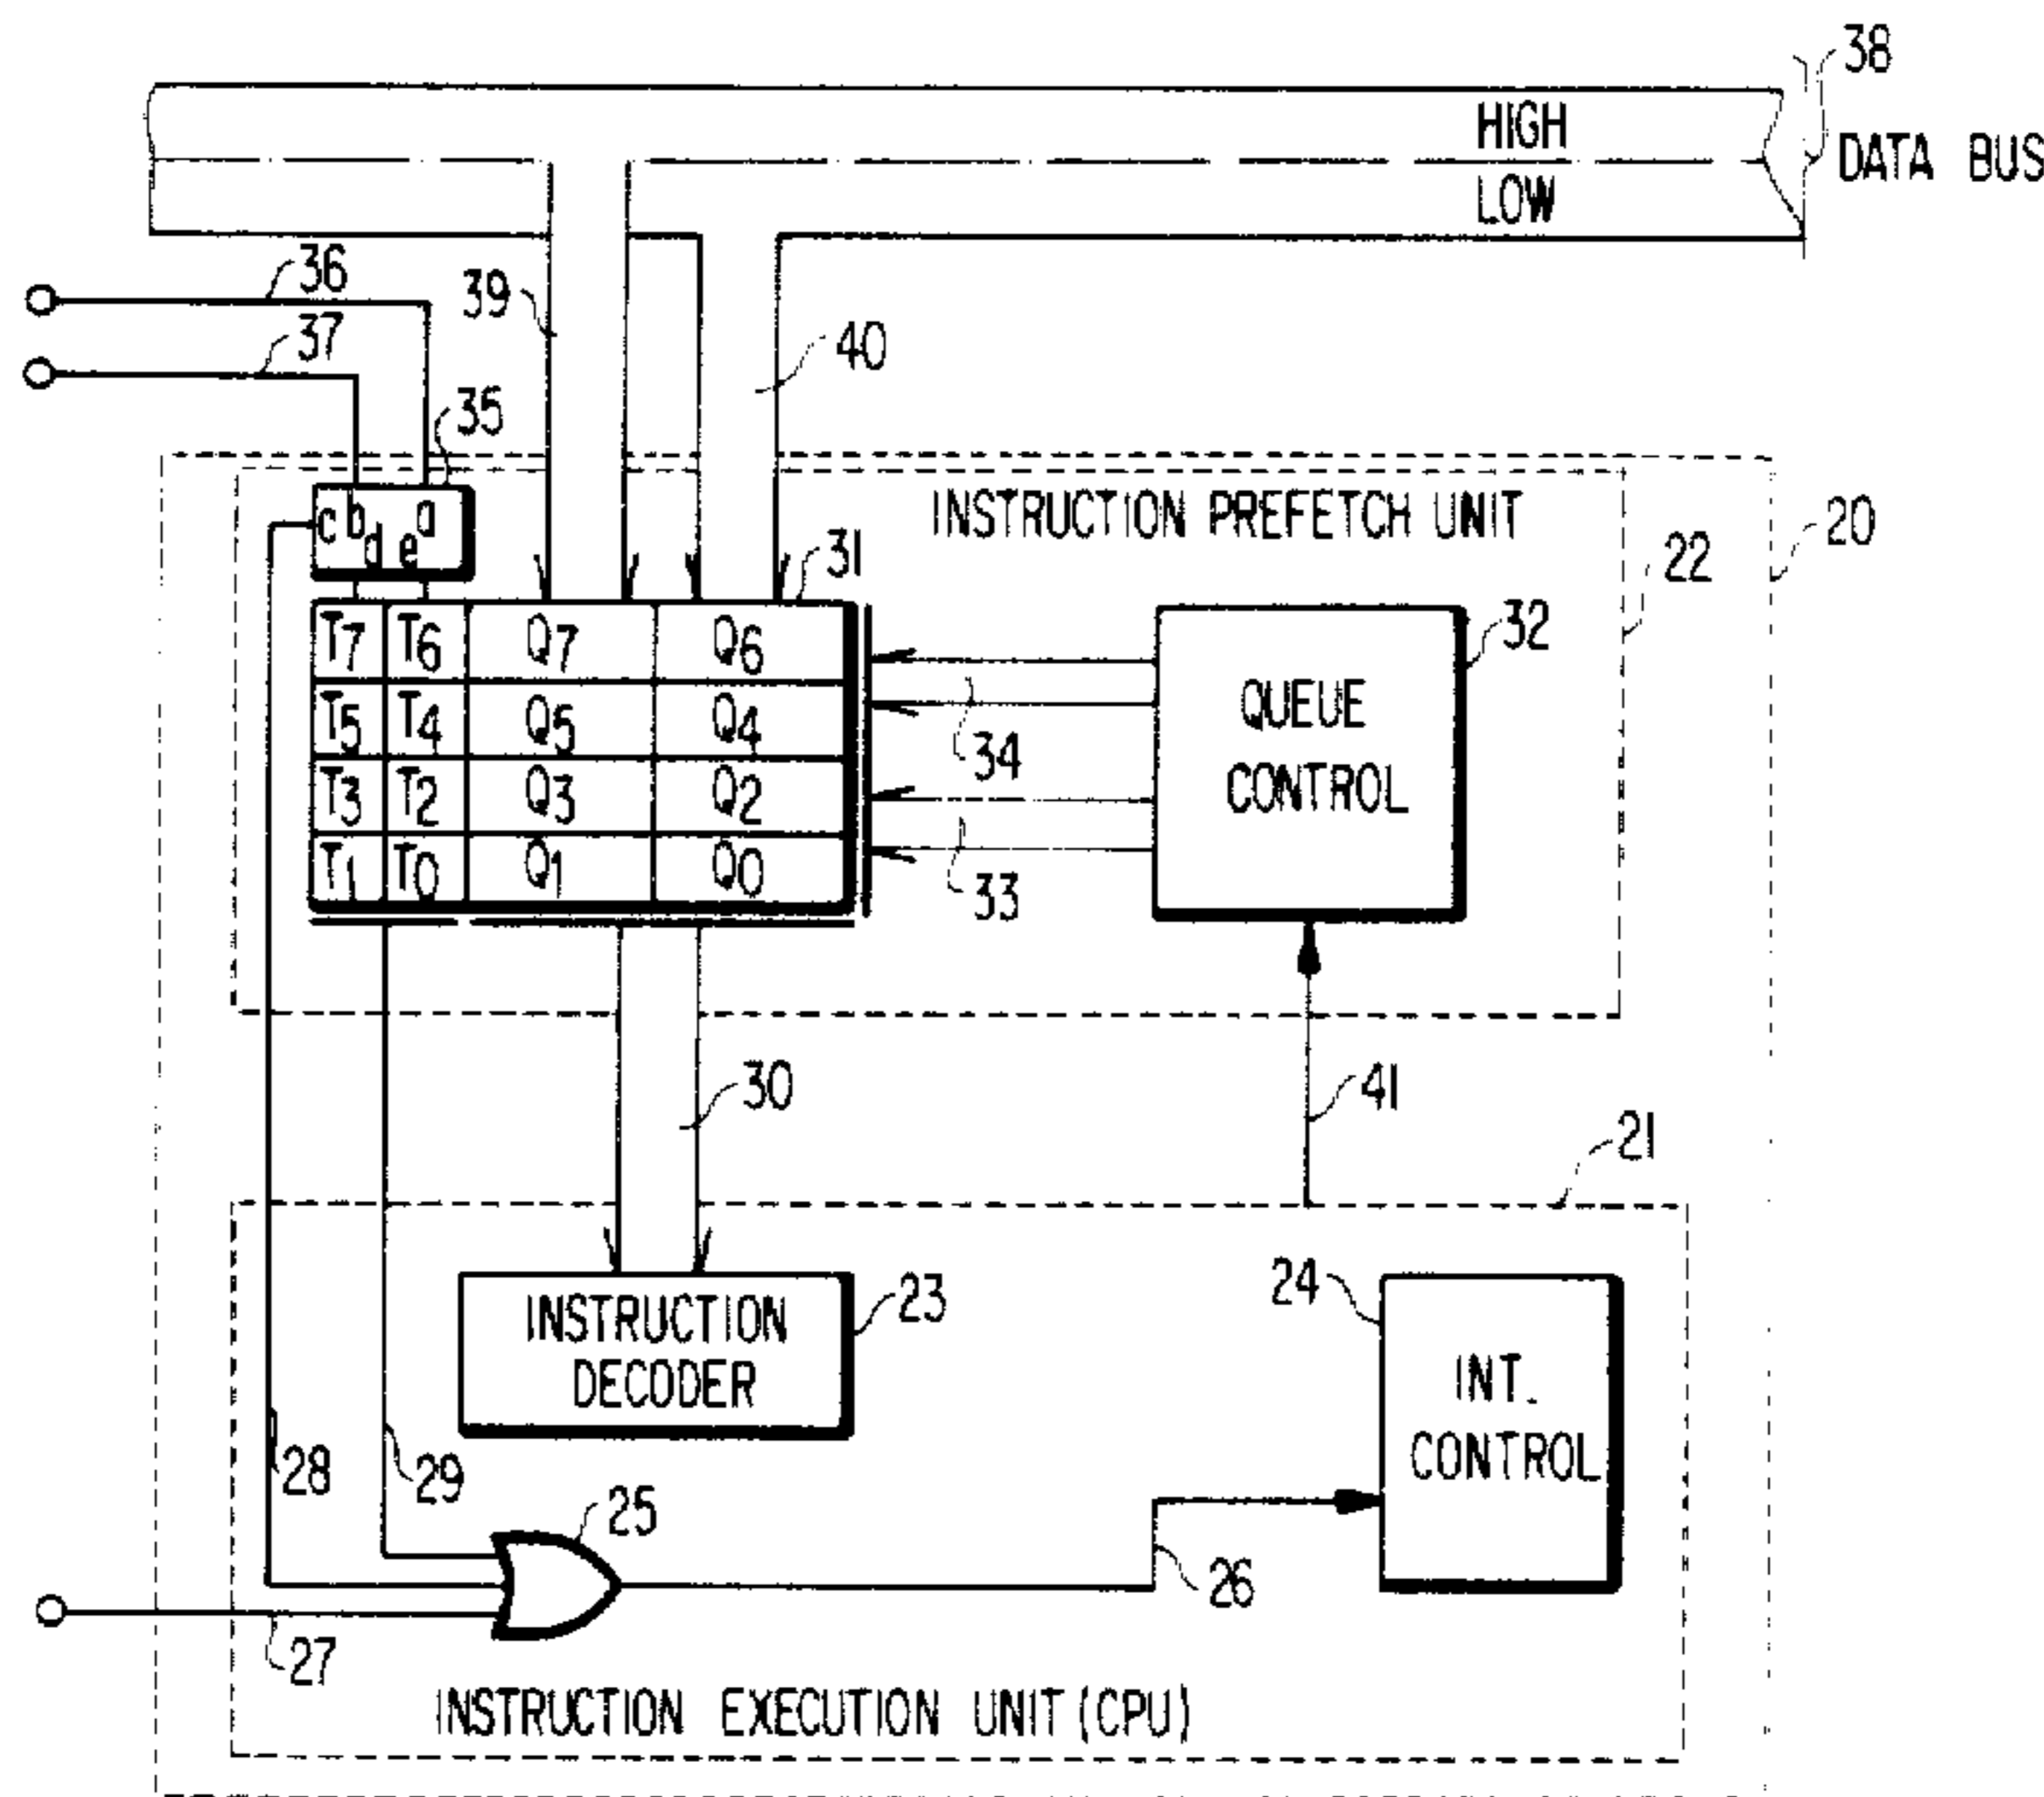 38
HIGH
DATA BUS
LOW
36
39
37
40
35
c b d e a
INSTRUCTION PREFETCH UNIT
20
31
22
T7 T6 Q7 Q6
32
T5 T4 Q5 Q4
QUEUE
34
T3 T2 Q3 Q2
CONTROL
T1 T0 Q1 Q0
33
30
41
21
24
23
INSTRUCTION
DECODER
INT.
CONTROL
28
29
25
26
27
INSTRUCTION EXECUTION UNIT (CPU)